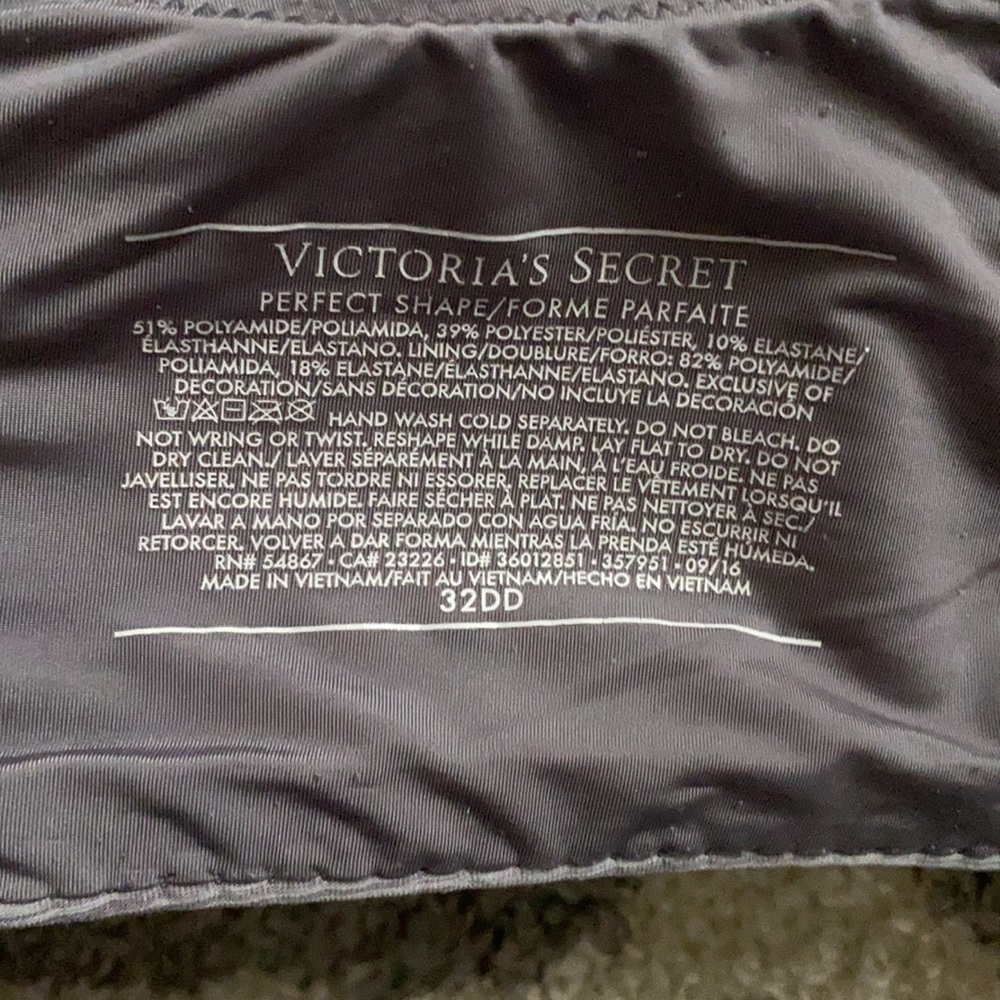 VICTORIA'S SECRET
PERFECT SHAPE/FORME PARFAITE
51% POLYAMIDE/POLIAMIDA, 39% POLYESTER/POLIÉSTER, 10% ELASTANE/
ÉLASTHANNE/ELASTANO. LINING/DOUBLURE/FORRO: 82% POLYAMIDE/
POLIAMIDA, 18% ELASTANE/ÉLASTHANNE/ELASTANO. EXCLUSIVE OF
DECORATION/SANS DÉCORATION/NO INCLUYE LA DECORACIÓN
HAND WASH COLD SEPARATELY. DO NOT BLEACH. DO
NOT WRING OR TWIST. RESHAPE WHILE DAMP. LAY FLAT TO DRY. DO NOT
DRY CLEAN./ LAVER SÉPARÉMENT À LA MAIN, À L'EAU FROIDE. NE PAS
JAVELLISER. NE PAS TORDRE NI ESSORER. REPLACER LE VÊTEMENT LORSQU'IL
EST ENCORE HUMIDE. FAIRE SÉCHER À PLAT. NE PAS NETTOYER À SEC./
LAVAR A MANO POR SEPARADO CON AGUA FRÍA. NO ESCURRIR NI
RETORCER. VOLVER A DAR FORMA MIENTRAS LA PRENDA ESTÉ HÚMEDA.
RN# 54867 • CA# 23226 • ID# 36012851 • 357951 • 09/16
MADE IN VIETNAM/FAIT AU VIETNAM/HECHO EN VIETNAM
32DD